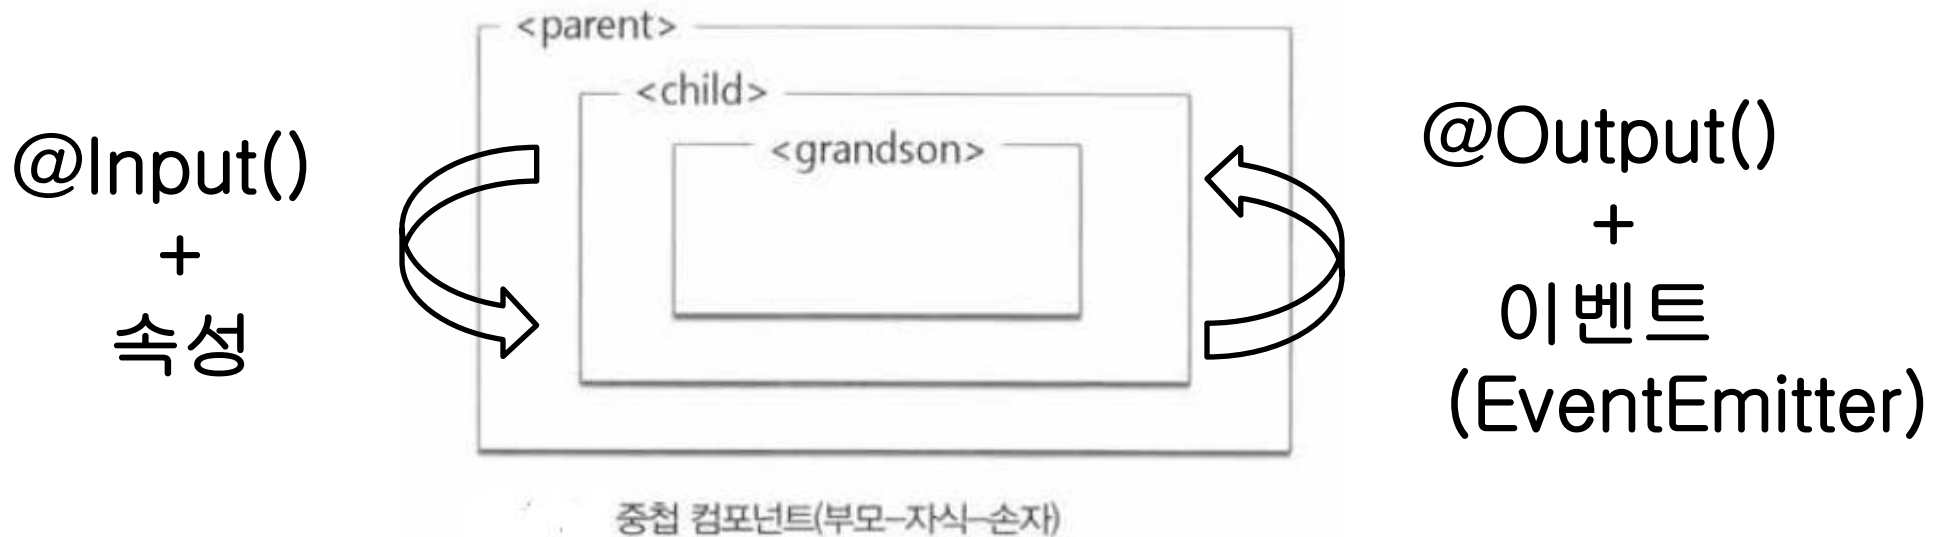 <parent>
<child>
<grandson>
@Input()
+
속성
@Output()
+
이벤트
(EventEmitter)
중첩 컴포넌트(부모-자식-손자)